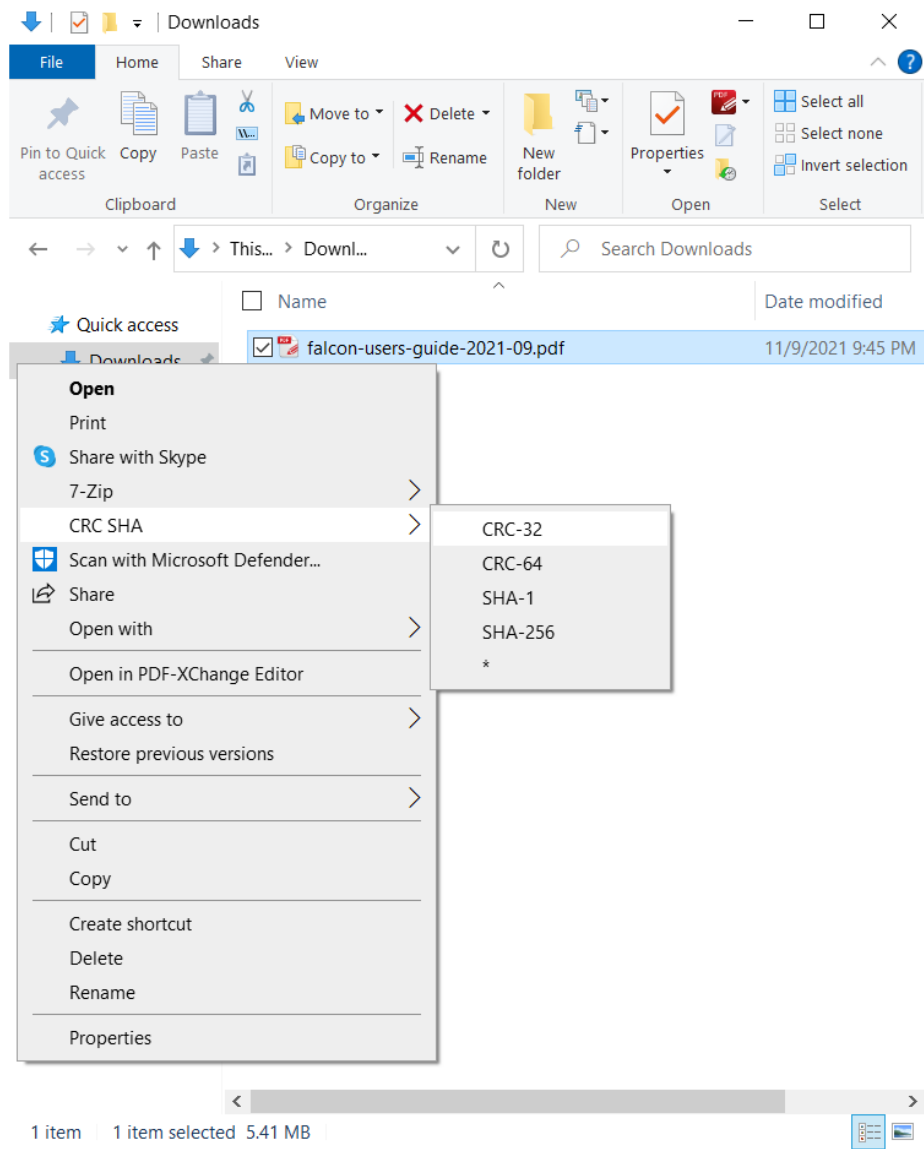 Downloads
File Home Share View
Pin to Quick access
Copy
Paste
Clipboard
Move to
Copy to
Delete
Rename
Organize
New folder
New
Properties
Open
Select all
Select none
Invert selection
Select
This... Downl...
Search Downloads
Name Date modified
Quick access
Downloads
falcon-users-guide-2021-09.pdf 11/9/2021 9:45 PM
Open
Print
Share with Skype
7-Zip
CRC SHA
Scan with Microsoft Defender...
Share
Open with
Open in PDF-XChange Editor
Give access to
Restore previous versions
Send to
Cut
Copy
Create shortcut
Delete
Rename
Properties
CRC-32
CRC-64
SHA-1
SHA-256
*
1 item 1 item selected 5.41 MB